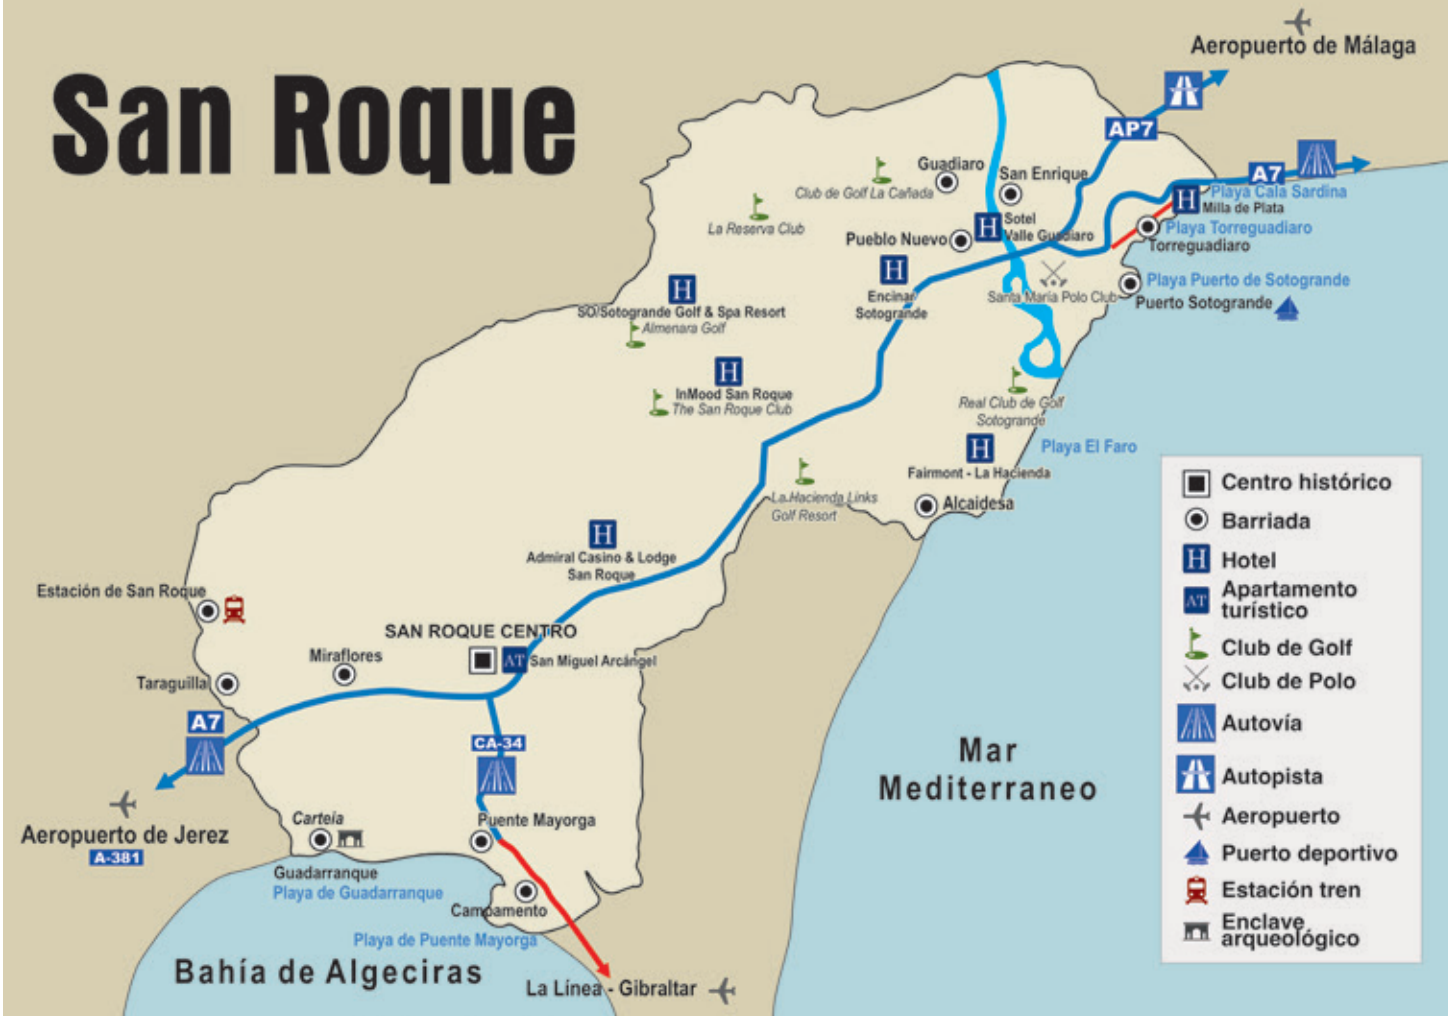 San Roque
Aeropuerto de Málaga
AP7
A7
Playa Cala Sardina
Milla de Plata
Playa Torreguadiaro
Torreguadiaro
Guadiaro
San Enrique
Club de Golf La Cañada
La Reserva Club
H
Sotel
Valle Guadiaro
Pueblo Nuevo
H
H
Encinar
Sotogrande
Santa María Polo Club
Playa Puerto de Sotogrande
Puerto Sotogrande
H
SO/Sotogrande Golf & Spa Resort
Almenara Golf
H
InMood San Roque
The San Roque Club
Real Club de Golf
Sotogrande
Playa El Faro
H
Fairmont - La Hacienda
La Hacienda Links
Golf Resort
Alcaidesa
H
Admiral Casino & Lodge
San Roque
Estación de San Roque
SAN ROQUE CENTRO
AT
San Miguel Arcángel
Miraflores
Taraguilla
A7
CA-34
Aeropuerto de Jerez
A-381
Carteia
Guadarranque
Playa de Guadarranque
Puente Mayorga
Campamento
Playa de Puente Mayorga
Bahía de Algeciras
La Línea - Gibraltar
Mar
Mediterraneo
Centro histórico
Barriada
H
Hotel
AT
Apartamento
turístico
Club de Golf
Club de Polo
Autovía
Autopista
Aeropuerto
Puerto deportivo
Estación tren
Enclave
arqueológico